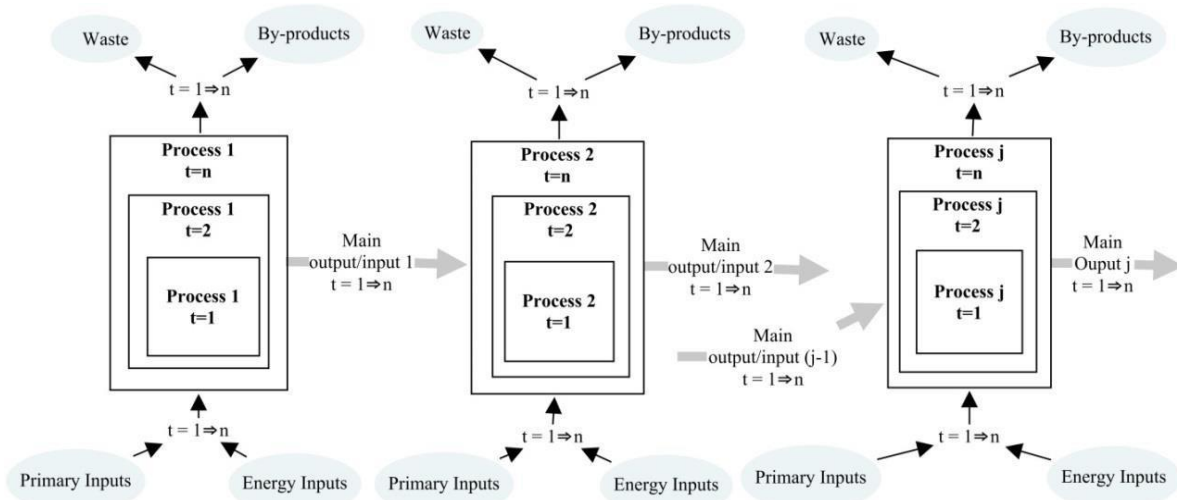 Waste
By-products
t = 1⇒n
Process 1
t=n
Process 1
t=2
Process 1
t=1
t = 1⇒n
Primary Inputs
Energy Inputs
Main
output/input 1
t = 1⇒n
Waste
By-products
t = 1⇒n
Process 2
t=n
Process 2
t=2
Process 2
t=1
t = 1⇒n
Primary Inputs
Energy Inputs
Main
output/input 2
t = 1⇒n
Main
output/input (j-1)
t = 1⇒n
Waste
By-products
t = 1⇒n
Process j
t=n
Process j
t=2
Process j
t=1
t = 1⇒n
Primary Inputs
Energy Inputs
Main
Ouput j
t = 1⇒n